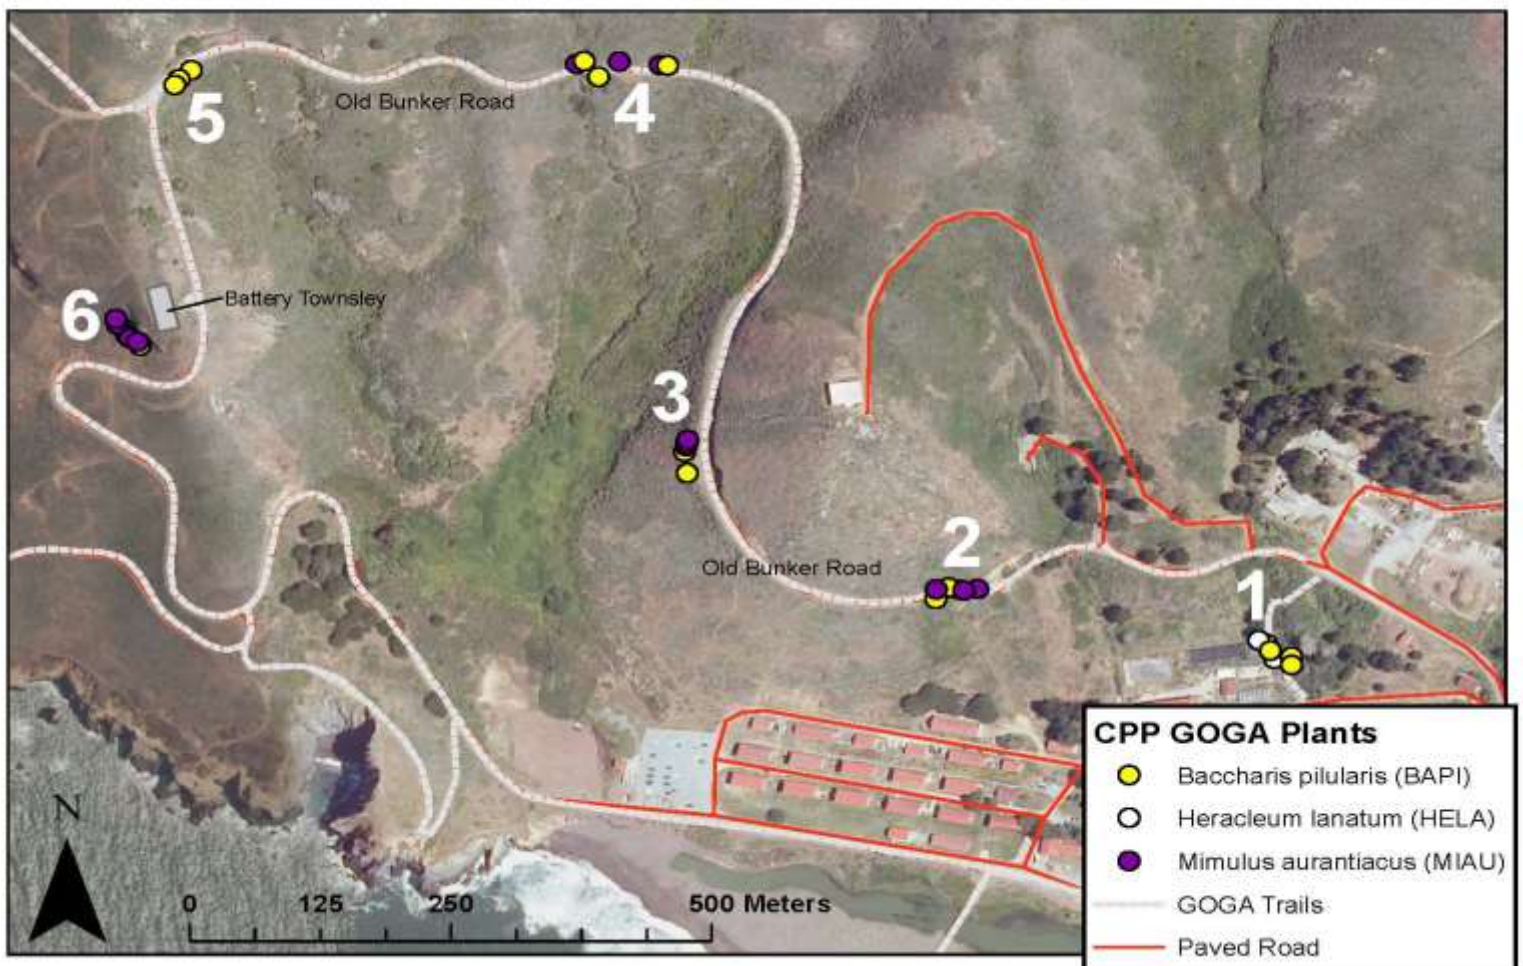 5
Old Bunker Road
4
6
Battery Townsley
3
2
Old Bunker Road
1
N
0 125 250 500 Meters
CPP GOGA Plants
Baccharis pilularis (BAPI)
Heracleum lanatum (HELA)
Mimulus aurantiacus (MIAU)
GOGA Trails
Paved Road